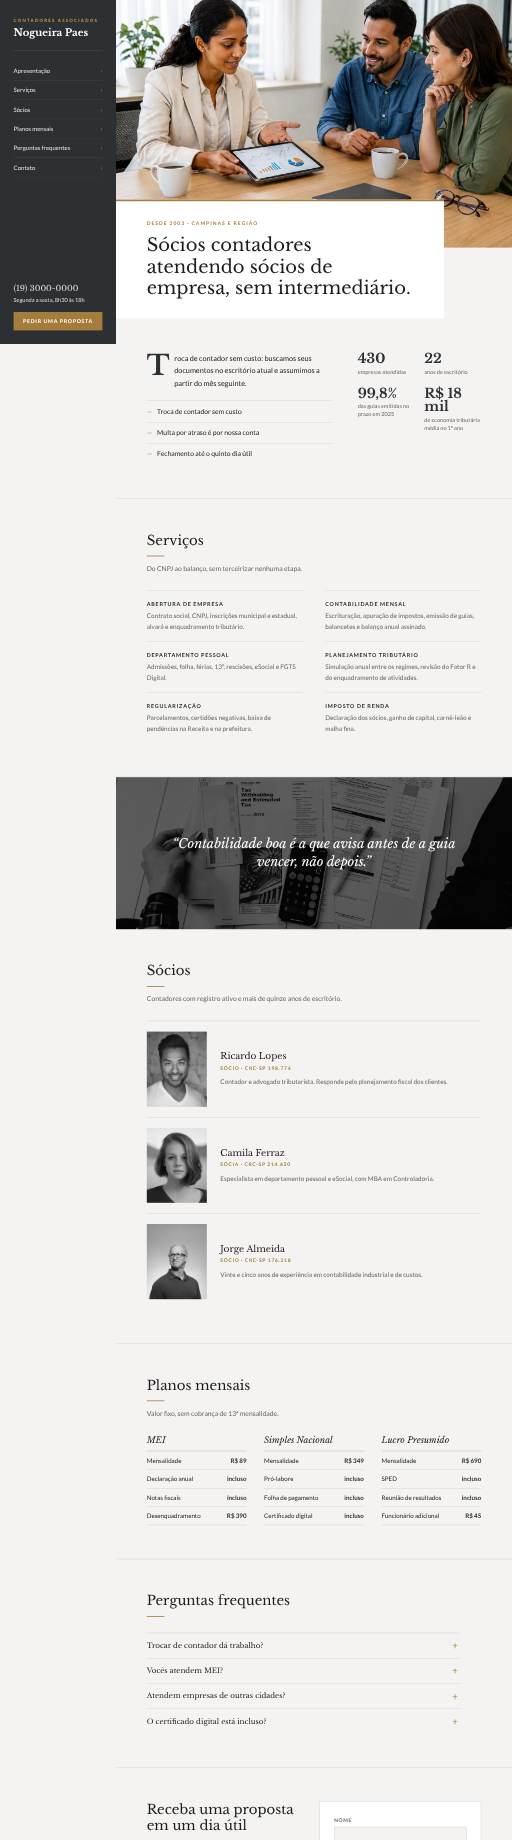 CONTADORES ASSOCIADOS
Nogueira Paes
Apresentação
Serviços
Sócios
Planos mensais
Perguntas frequentes
Contato
(19) 3000-0000
Segunda a sexta, 8h30 às 18h
PEDIR UMA PROPOSTA
DESDE 2003 · CAMPINAS E REGIÃO
Sócios contadores
atendendo sócios de
empresa, sem intermediário.
Troca de contador sem custo: buscamos seus
documentos no escritório atual e assumimos a
partir do mês seguinte.
— Troca de contador sem custo
— Multa por atraso é por nossa conta
— Fechamento até o quinto dia útil
430
empresas atendidas
22
anos de escritório
99,8%
das guias emitidas no
prazo em 2025
R$ 18
mil
de economia tributária
média no 1º ano
Serviços
Do CNPJ ao balanço, sem terceirizar nenhuma etapa.
ABERTURA DE EMPRESA
Contrato social, CNPJ, inscrições municipal e estadual,
alvará e enquadramento tributário.
CONTABILIDADE MENSAL
Escrituração, apuração de impostos, emissão de guias,
balancetes e balanço anual assinado.
DEPARTAMENTO PESSOAL
Admissões, folha, férias, 13º, rescisões, eSocial e FGTS
Digital.
PLANEJAMENTO TRIBUTÁRIO
Simulação anual entre os regimes, revisão do Fator R e
do enquadramento de atividades.
REGULARIZAÇÃO
Parcelamentos, certidões negativas, baixa de
pendências na Receita e na prefeitura.
IMPOSTO DE RENDA
Declaração dos sócios, ganho de capital, carnê-leão e
malha fina.
Tax
Withholding
and Estimated
Tax
“Contabilidade boa é a que avisa antes de a guia
vencer, não depois.”
Sócios
Contadores com registro ativo e mais de quinze anos de escritório.
Ricardo Lopes
SÓCIO · CRC-SP 198.774
Contador e advogado tributarista. Responde pelo planejamento fiscal dos clientes.
Camila Ferraz
SÓCIA · CRC-SP 214.630
Especialista em departamento pessoal e eSocial, com MBA em Controladoria.
Jorge Almeida
SÓCIO · CRC-SP 176.218
Vinte e cinco anos de experiência em contabilidade industrial e de custos.
Planos mensais
Valor fixo, sem cobrança de 13ª mensalidade.
MEI
Mensalidade R$ 89
Declaração anual incluso
Notas fiscais incluso
Desenquadramento R$ 390
Simples Nacional
Mensalidade R$ 349
Pró-labore incluso
Folha de pagamento incluso
Certificado digital incluso
Lucro Presumido
Mensalidade R$ 690
SPED incluso
Reunião de resultados incluso
Funcionário adicional R$ 45
Perguntas frequentes
Trocar de contador dá trabalho? +
Vocês atendem MEI? +
Atendem empresas de outras cidades? +
O certificado digital está incluso? +
Receba uma proposta
em um dia útil
NOME